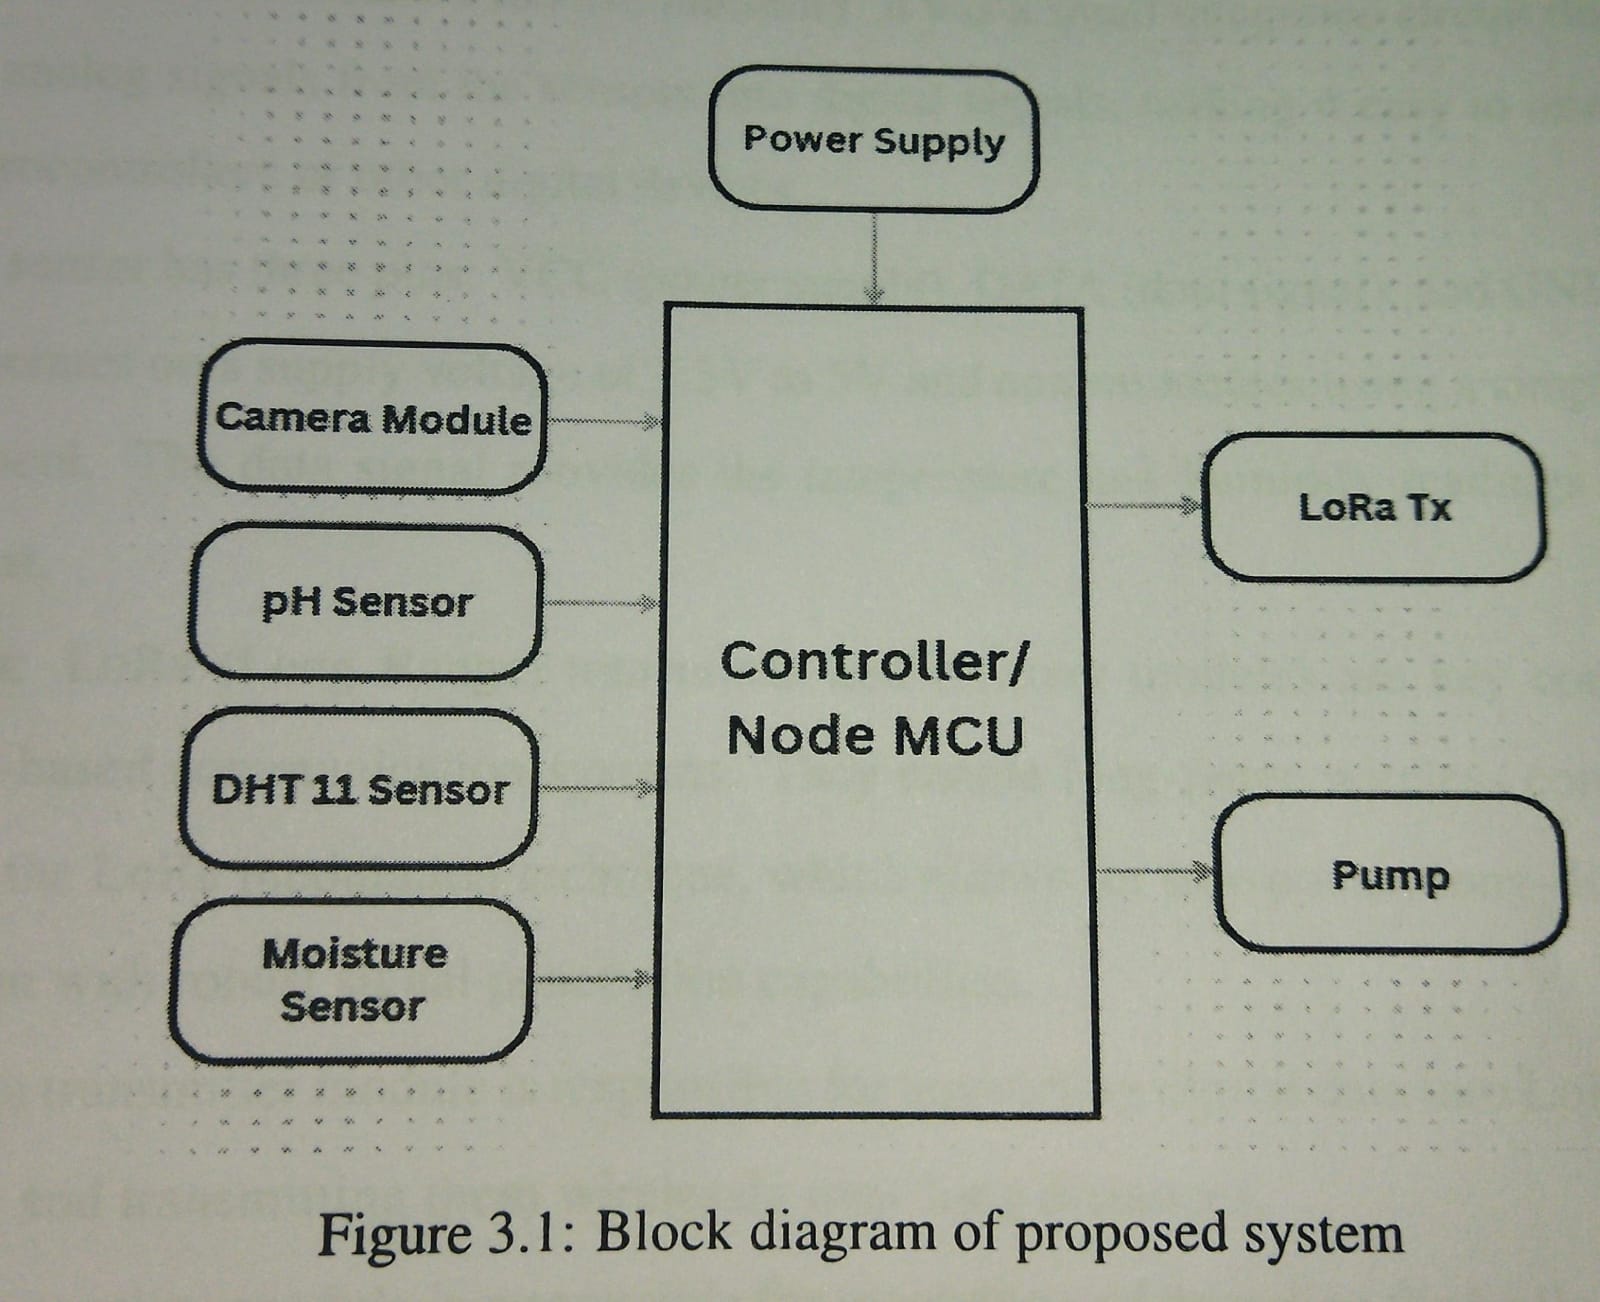 Power Supply
Camera Module
pH Sensor
DHT 11 Sensor
Moisture
Sensor
Controller/
Node MCU
LoRa Tx
Pump
Figure 3.1: Block diagram of proposed system